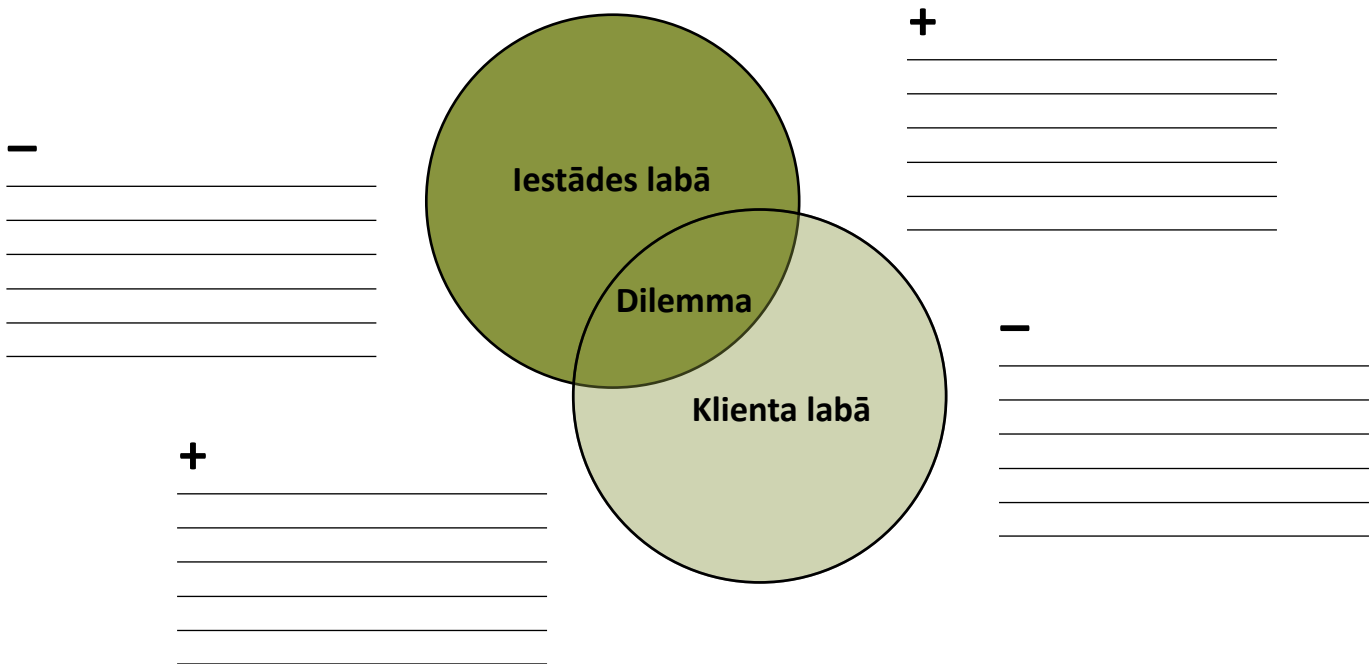 +
–
Iestādes labā
Dilemma
–
Klienta labā
+